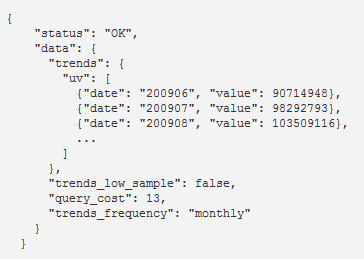 {
"status": "OK",
"data": {
"trends": {
"uv": [
{"date": "200906", "value": 90714948},
{"date": "200907", "value": 98292793},
{"date": "200908", "value": 103509116},
...
]
},
"trends_low_sample": false,
"query_cost": 13,
"trends_frequency": "monthly"
}
}